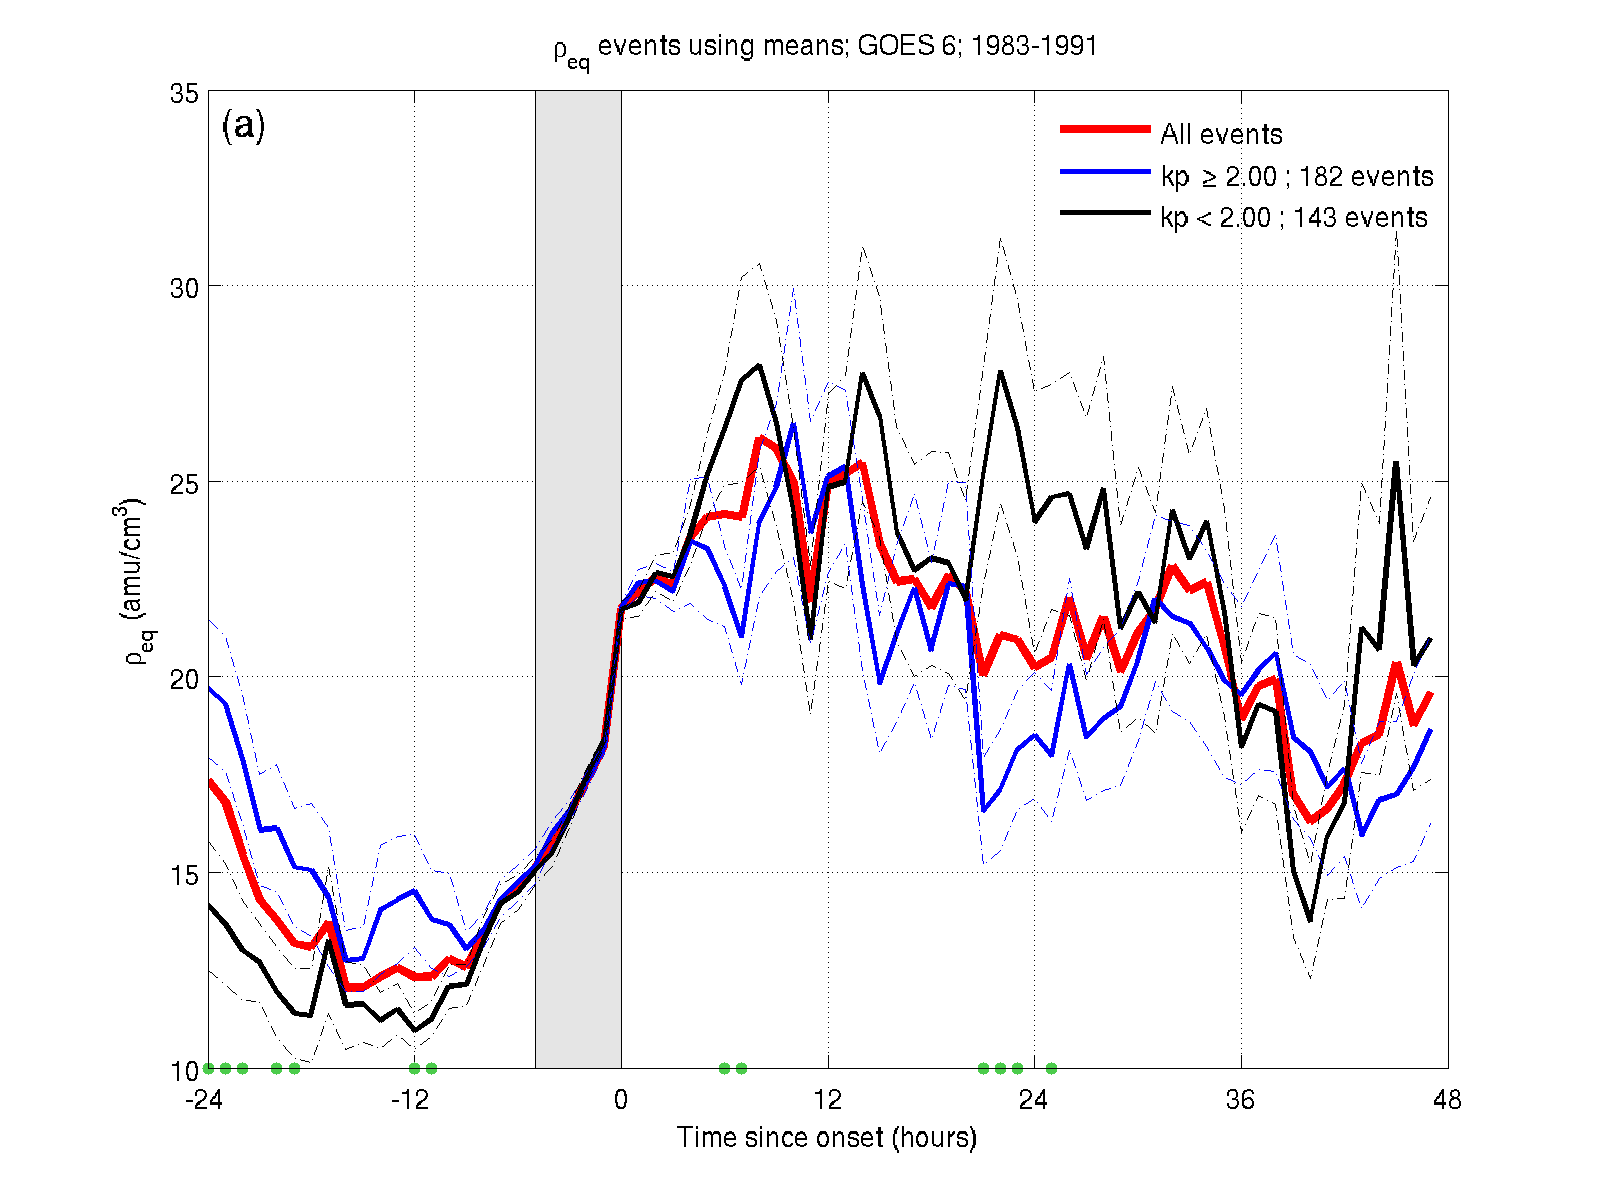 ρeq events using means; GOES 6; 1983-1991
(a)
All events
kp ≥ 2.00 ; 182 events
kp < 2.00 ; 143 events
35
30
25
20
15
10
ρeq (amu/cm3)
-24 -12 0 12 24 36 48
Time since onset (hours)